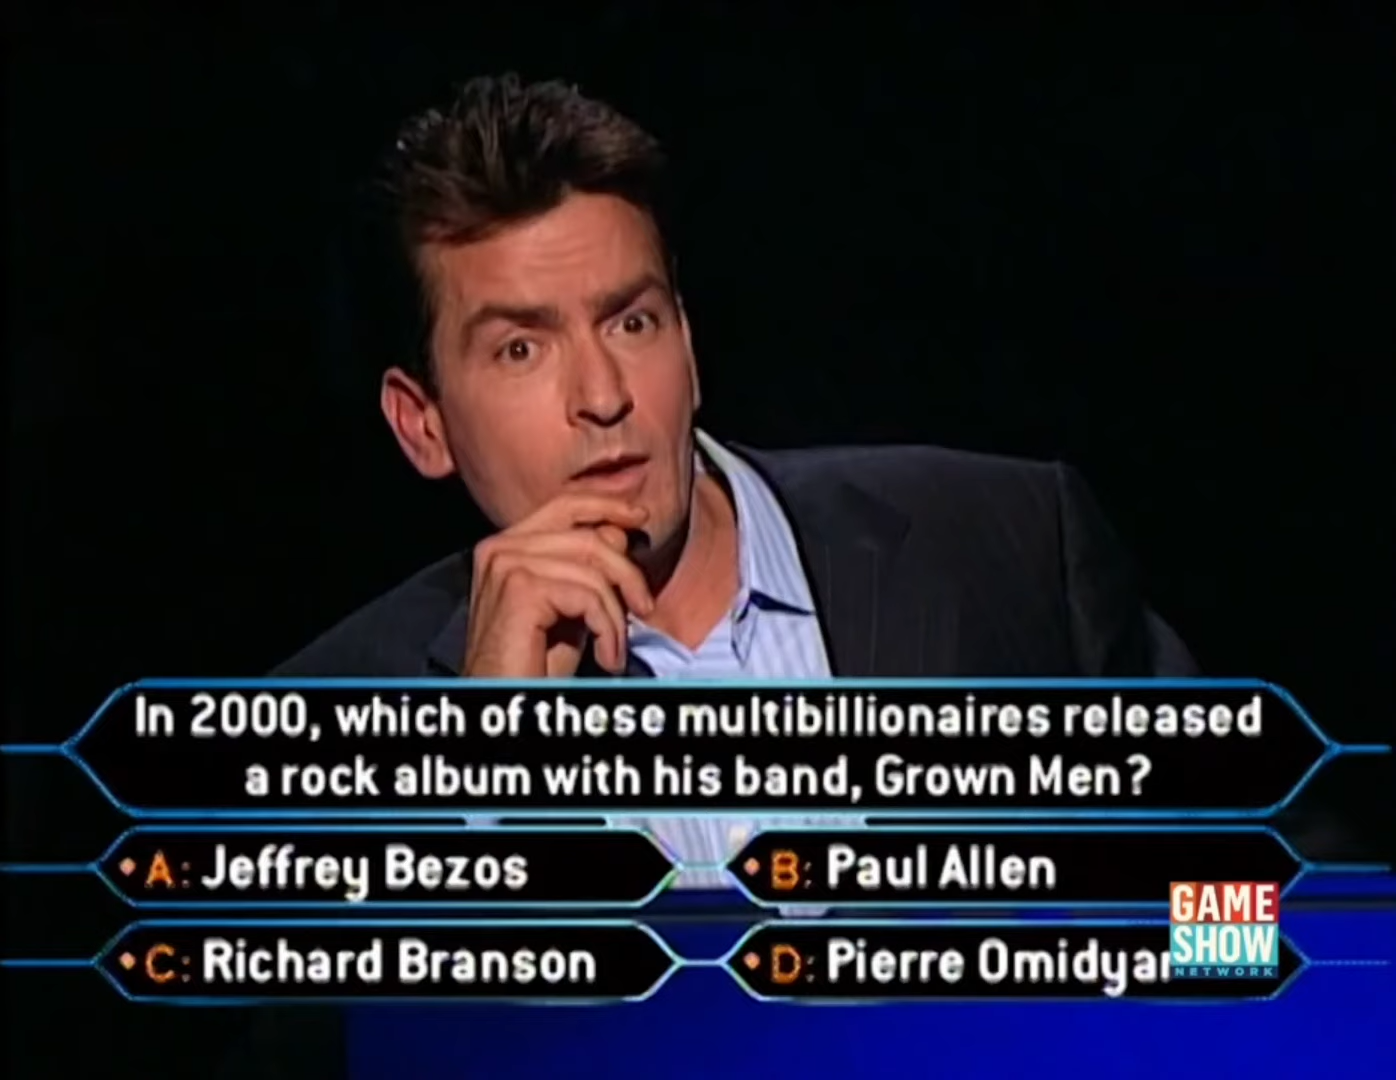 In 2000, which of these multibillionaires released
a rock album with his band, Grown Men?
A: Jeffrey Bezos
B: Paul Allen
C: Richard Branson
D: Pierre Omidyar
GAME
SHOW
NETWORK